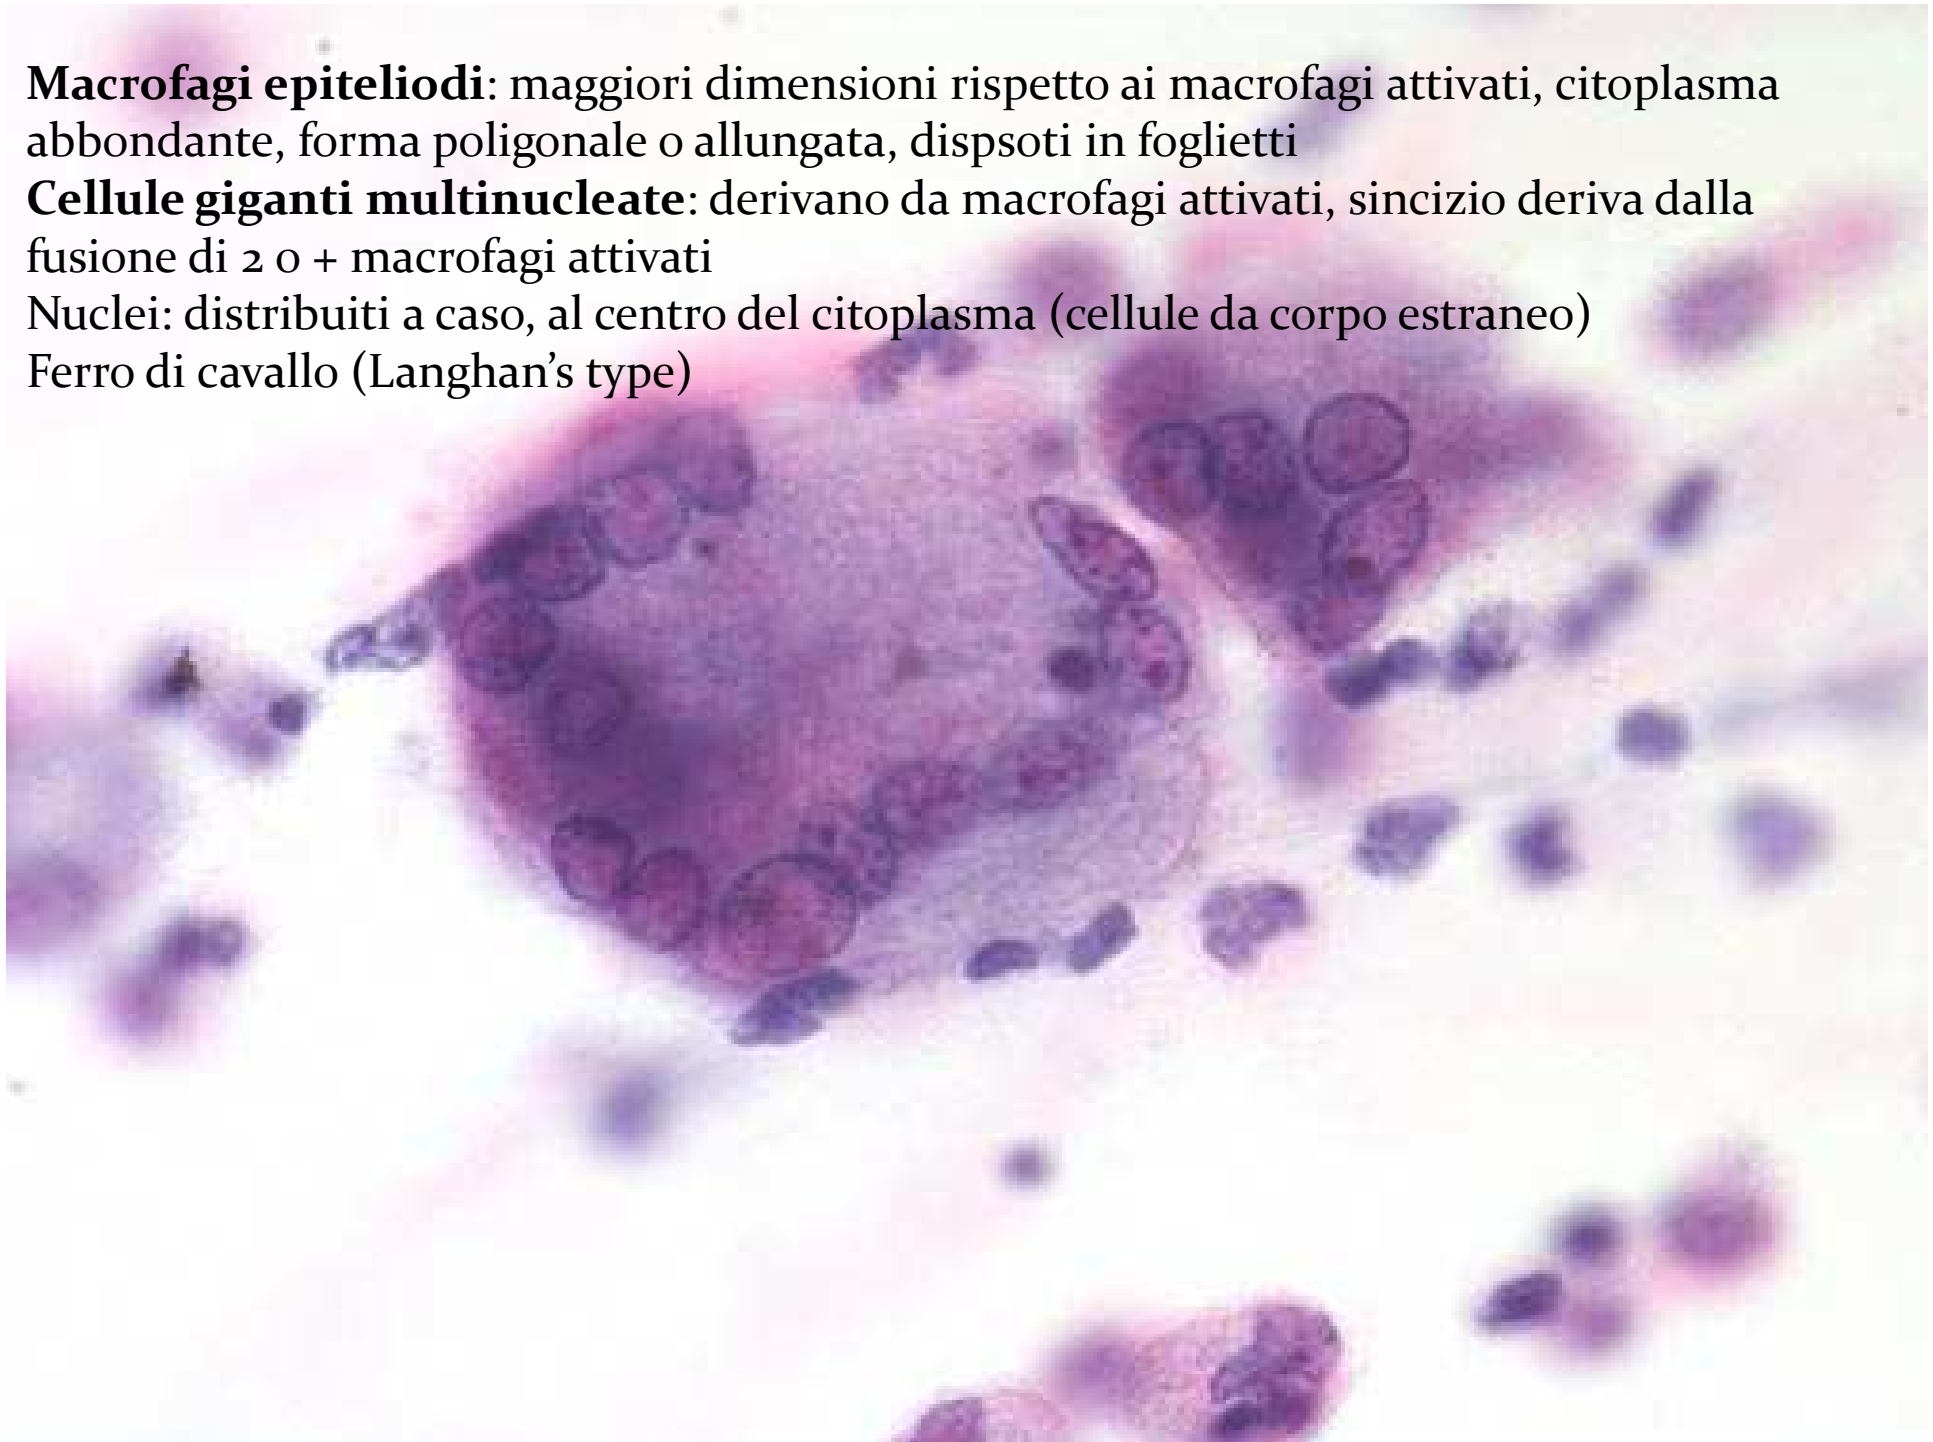 Macrofagi epiteliodi: maggiori dimensioni rispetto ai macrofagi attivati, citoplasma
abbondante, forma poligonale o allungata, dispsoti in foglietti
Cellule giganti multinucleate: derivano da macrofagi attivati, sincizio deriva dalla
fusione di 2 o + macrofagi attivati
Nuclei: distribuiti a caso, al centro del citoplasma (cellule da corpo estraneo)
Ferro di cavallo (Langhan’s type)